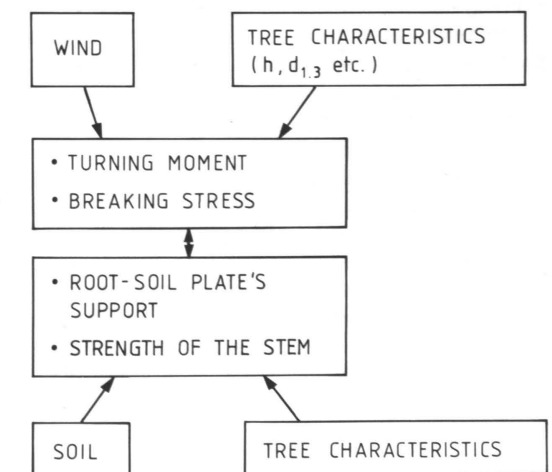 WIND
TREE CHARACTERISTICS
(h, d1.3 etc.)
• TURNING MOMENT
• BREAKING STRESS
• ROOT-SOIL PLATE'S
SUPPORT
• STRENGTH OF THE STEM
SOIL
TREE CHARACTERISTICS